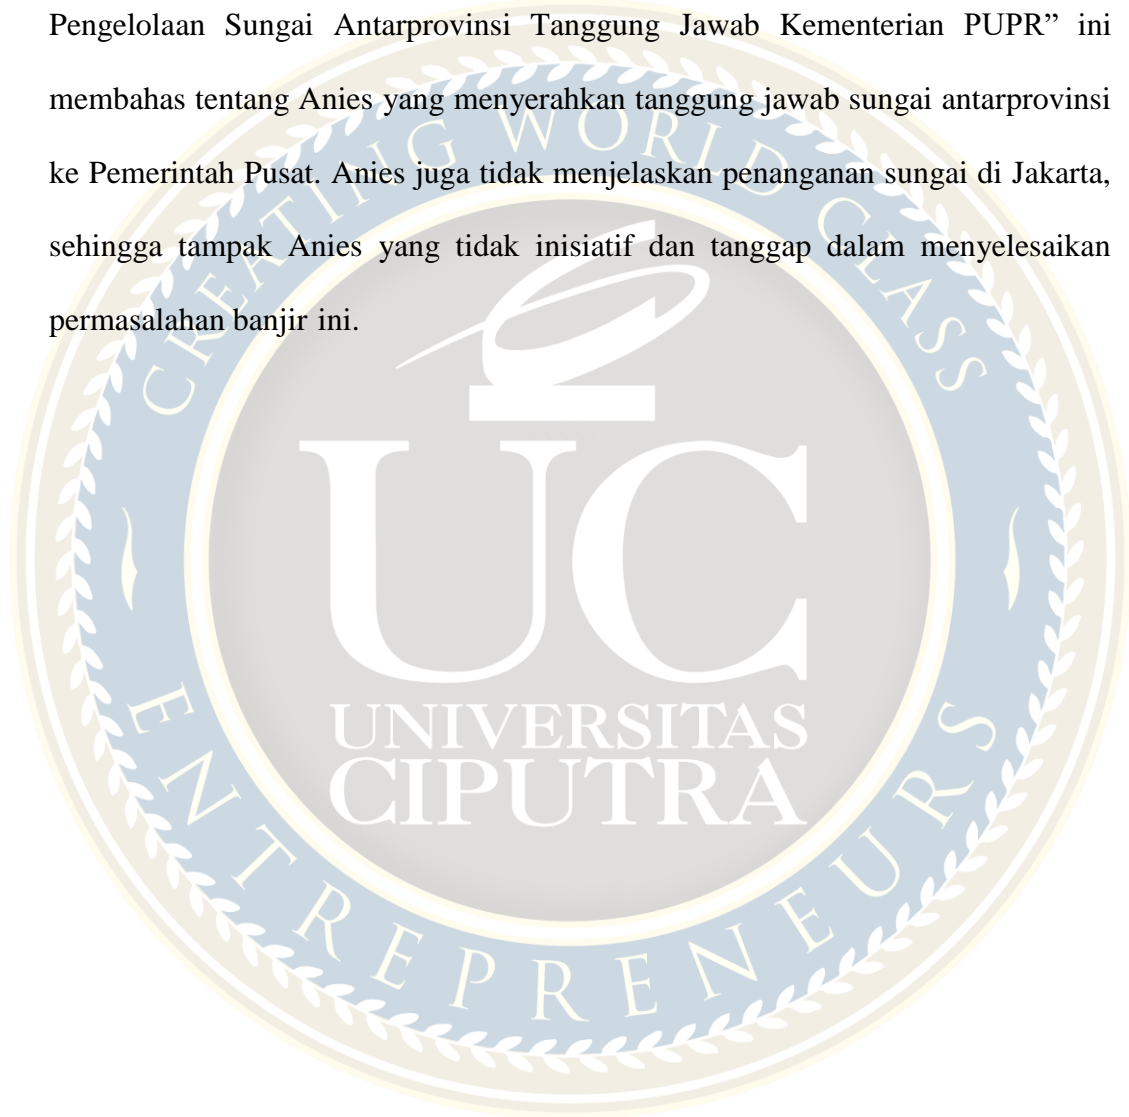 Pengelolaan Sungai Antarprovinsi Tanggung Jawab Kementerian PUPR” ini
membahas tentang Anies yang menyerahkan tanggung jawab sungai antarprovinsi
ke Pemerintah Pusat. Anies juga tidak menjelaskan penanganan sungai di Jakarta,
sehingga tampak Anies yang tidak inisiatif dan tanggap dalam menyelesaikan
permasalahan banjir ini.
CREATING WORLD CLASS
UC
UNIVERSITAS
CIPUTRA
ENTREPRENEURS